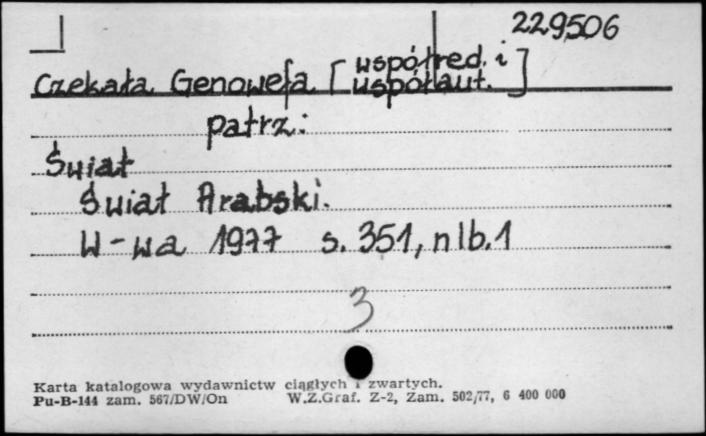 229506
Czekała Genowefa [współred. i współaut.]
patrz:
Świat
Świat Arabski.
W-wa 1977 s. 351, nlb. 1
3
Karta katalogowa wydawnictw ciągłych i zwartych.
Pu-B-144 zam. 567/DW/On W.Z.Graf. Z-2, Zam. 502/77, 6 400 000